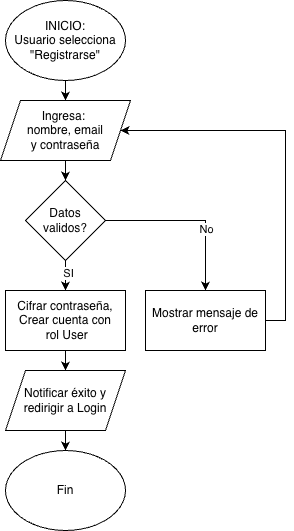 INICIO:
Usuario selecciona
"Registrarse"
Ingresa:
nombre, email
y contraseña
Datos
validos?
No
SI
Cifrar contraseña,
Crear cuenta con
rol User
Mostrar mensaje de
error
Notificar éxito y
redirigir a Login
Fin